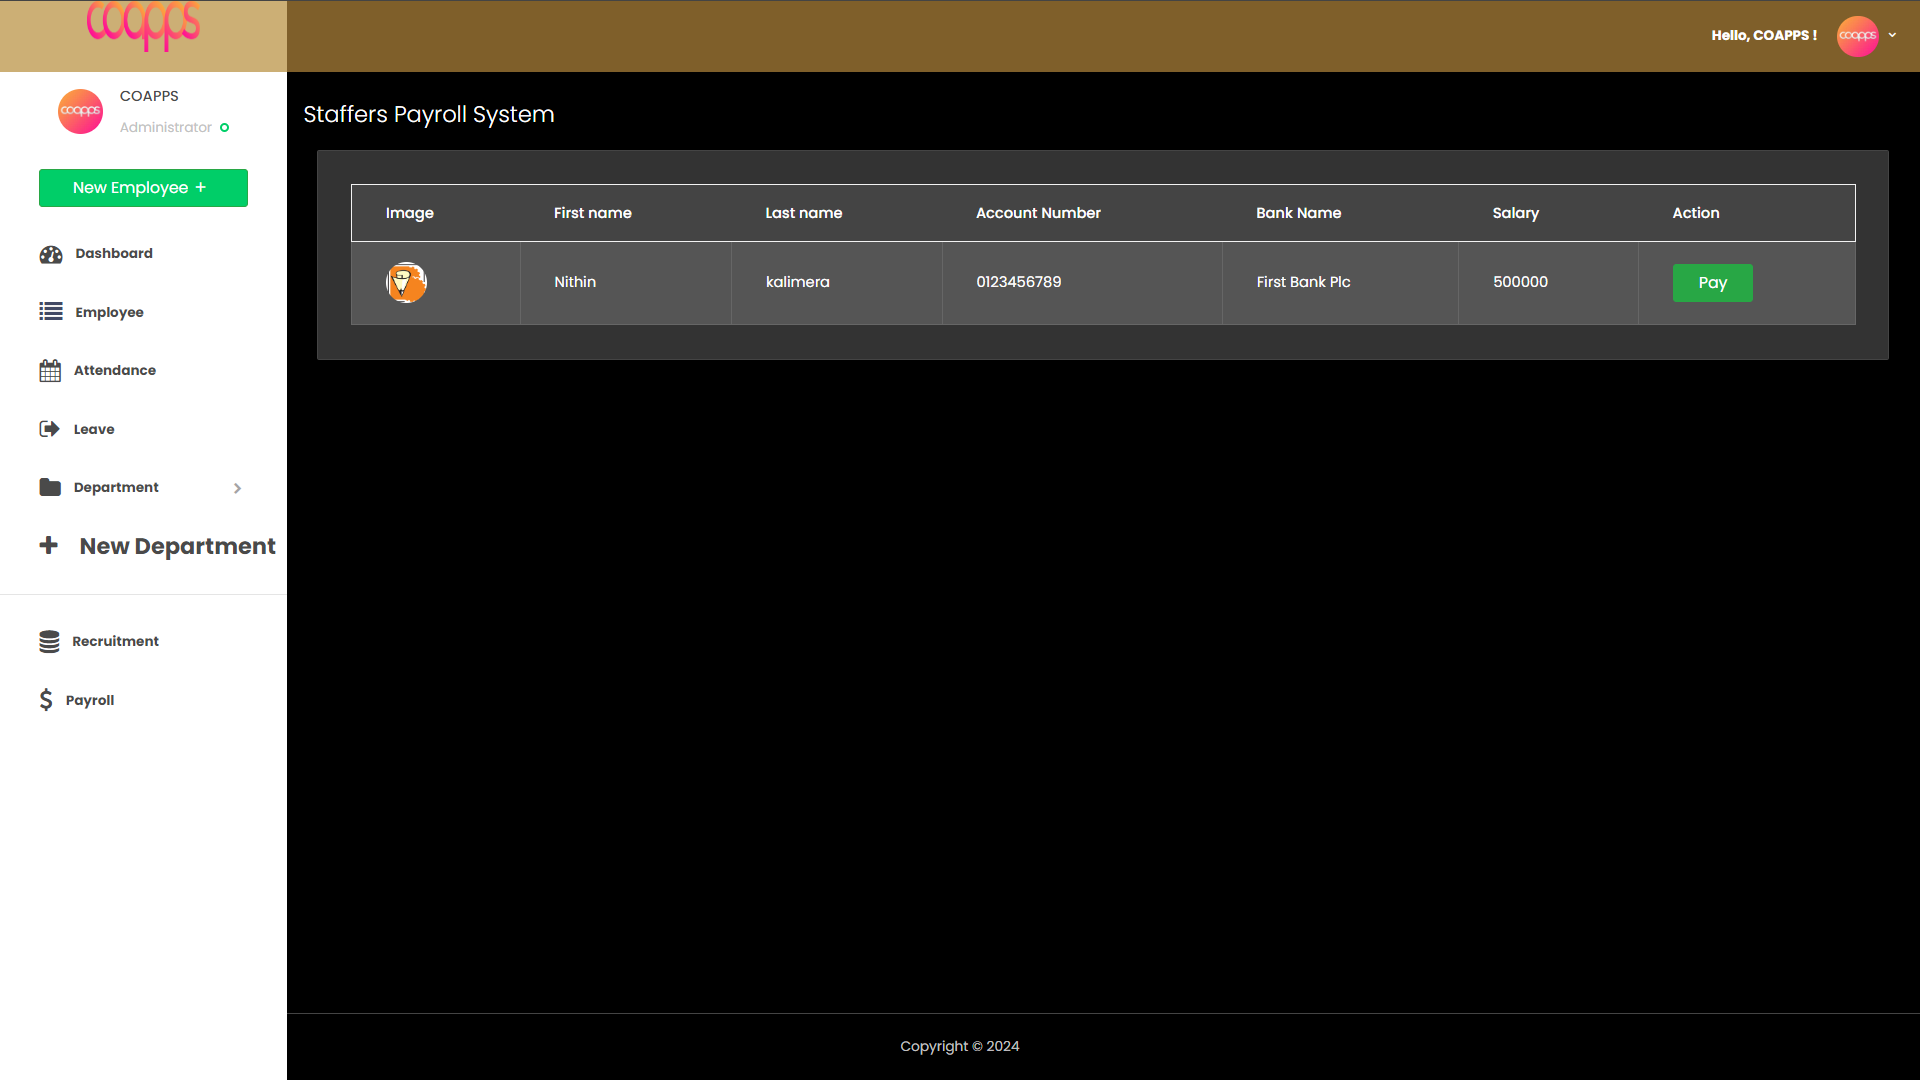 coapps
Hello, COAPPS !
coapps
coapps
COAPPS
Administrator
New Employee +
Dashboard
Employee
Attendance
Leave
Department
New Department
Recruitment
Payroll
Staffers Payroll System
Image First name Last name Account Number Bank Name Salary Action
Nithin kalimera 0123456789 First Bank Plc 500000 Pay
Copyright © 2024